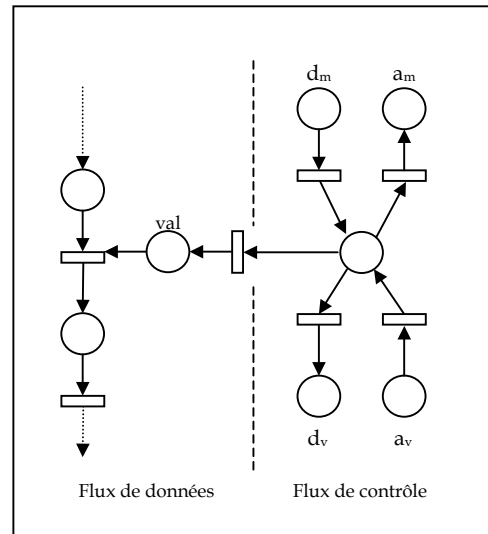 dₘ aₘ
val
dᵥ aᵥ
Flux de données Flux de contrôle